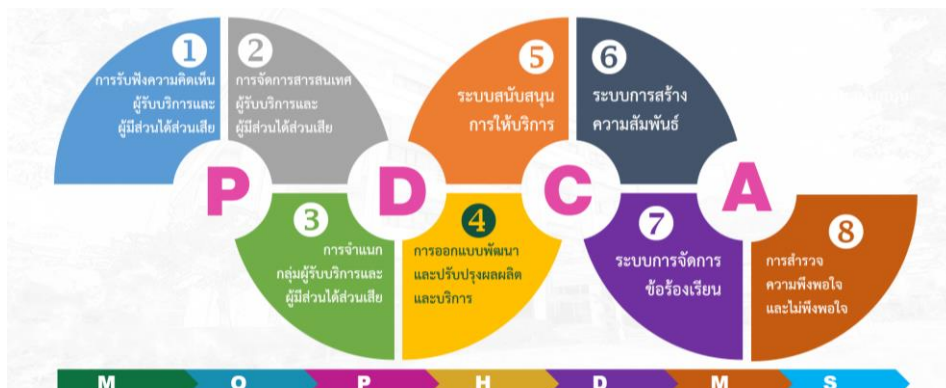 1
การรับฟังความคิดเห็น
ผู้รับบริการและ
ผู้มีส่วนได้ส่วนเสีย
2
การจัดการสารสนเทศ
ผู้รับบริการและ
ผู้มีส่วนได้ส่วนเสีย
P
3
การจำแนก
กลุ่มผู้รับบริการและ
ผู้มีส่วนได้ส่วนเสีย
D
4
การออกแบบพัฒนา
และปรับปรุงผลผลิต
และบริการ
5
ระบบสนับสนุน
การให้บริการ
C
6
ระบบการสร้าง
ความสัมพันธ์
7
ระบบการจัดการ
ข้อร้องเรียน
A
8
การสำรวจ
ความพึงพอใจ
และไม่พึงพอใจ
M O P H D M S